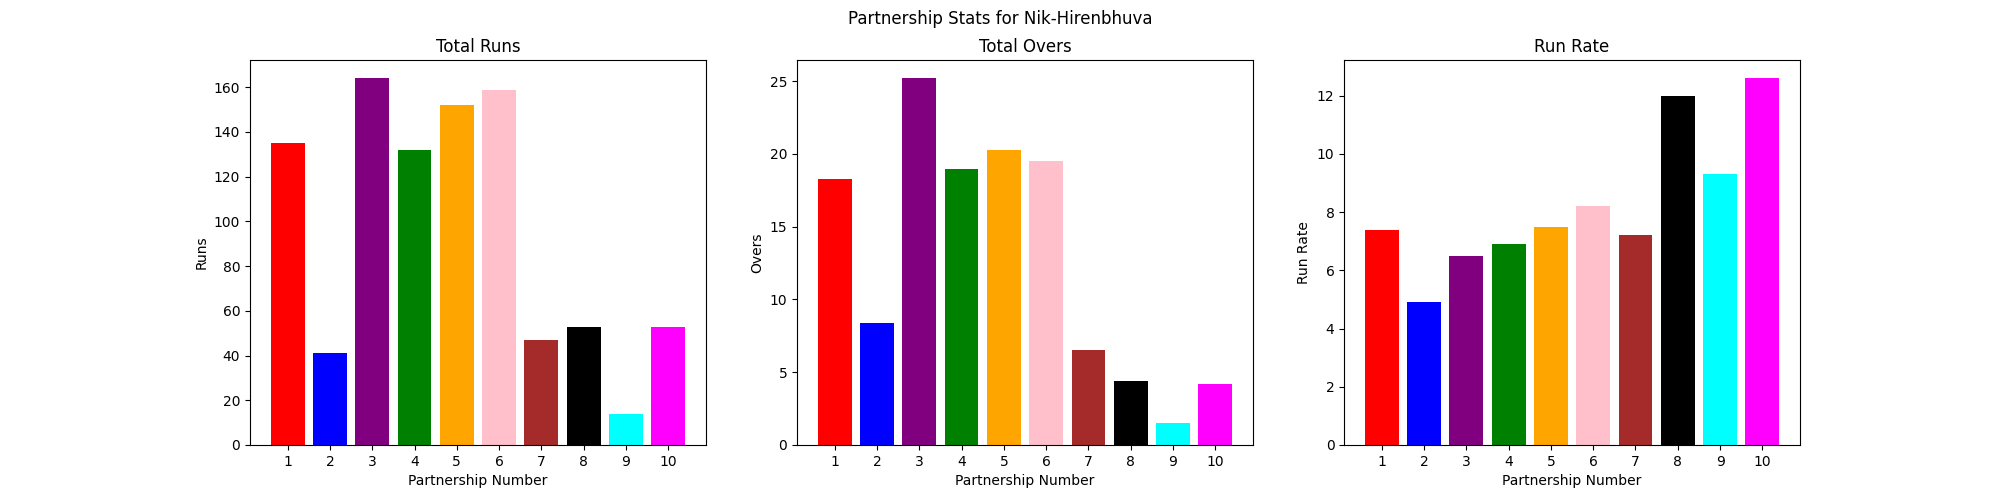 Partnership Stats for Nik-Hirenbhuva
Total Runs
160
140
120
100
80
60
40
20
0
Runs
1 2 3 4 5 6 7 8 9 10
Partnership Number
Total Overs
25
20
15
10
5
0
Overs
1 2 3 4 5 6 7 8 9 10
Partnership Number
Run Rate
12
10
8
6
4
2
0
Run Rate
1 2 3 4 5 6 7 8 9 10
Partnership Number